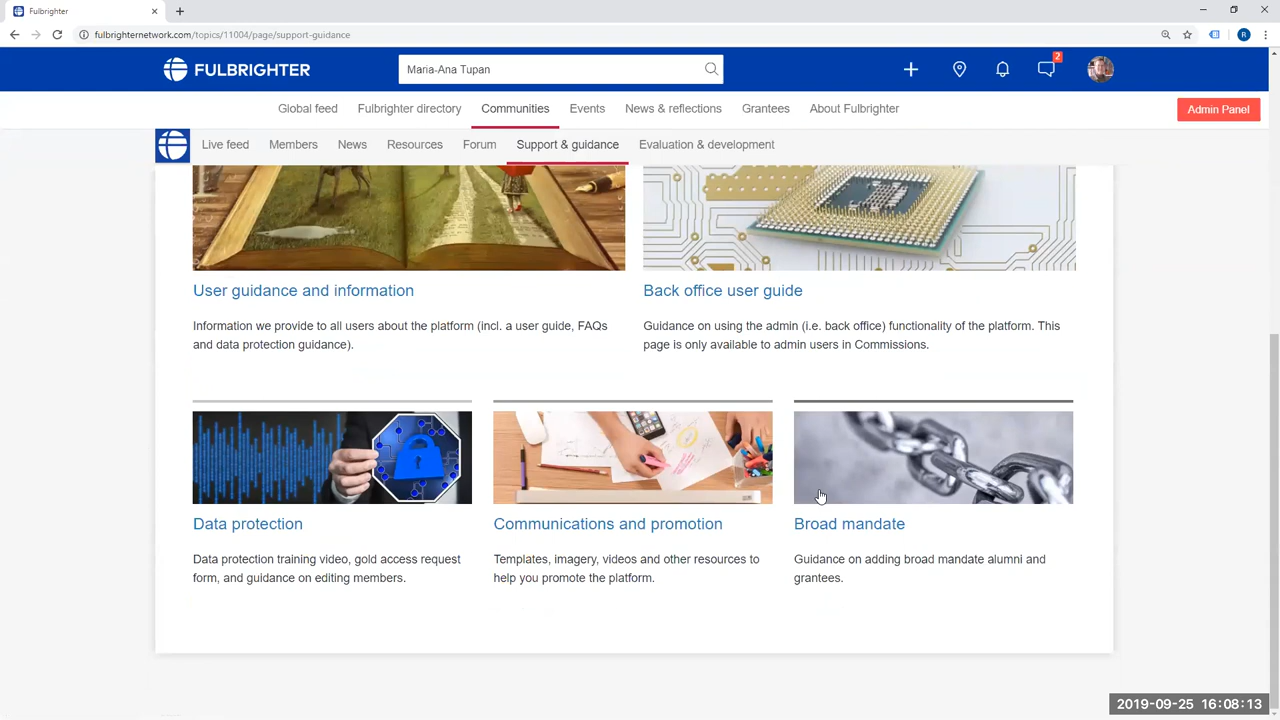 Fulbrighter
fulbrighternetwork.com/topics/11004/page/support-guidance
R
FULBRIGHTER
Maria-Ana Tupan
2
Global feed
Fulbrighter directory
Communities
Events
News & reflections
Grantees
About Fulbrighter
Admin Panel
Live feed
Members
News
Resources
Forum
Support & guidance
Evaluation & development
User guidance and information
Information we provide to all users about the platform (incl. a user guide, FAQs
and data protection guidance).
Back office user guide
Guidance on using the admin (i.e. back office) functionality of the platform. This
page is only available to admin users in Commissions.
Data protection
Data protection training video, gold access request
form, and guidance on editing members.
Communications and promotion
Templates, imagery, videos and other resources to
help you promote the platform.
Broad mandate
Guidance on adding broad mandate alumni and
grantees.
2019-09-25 16:08:13